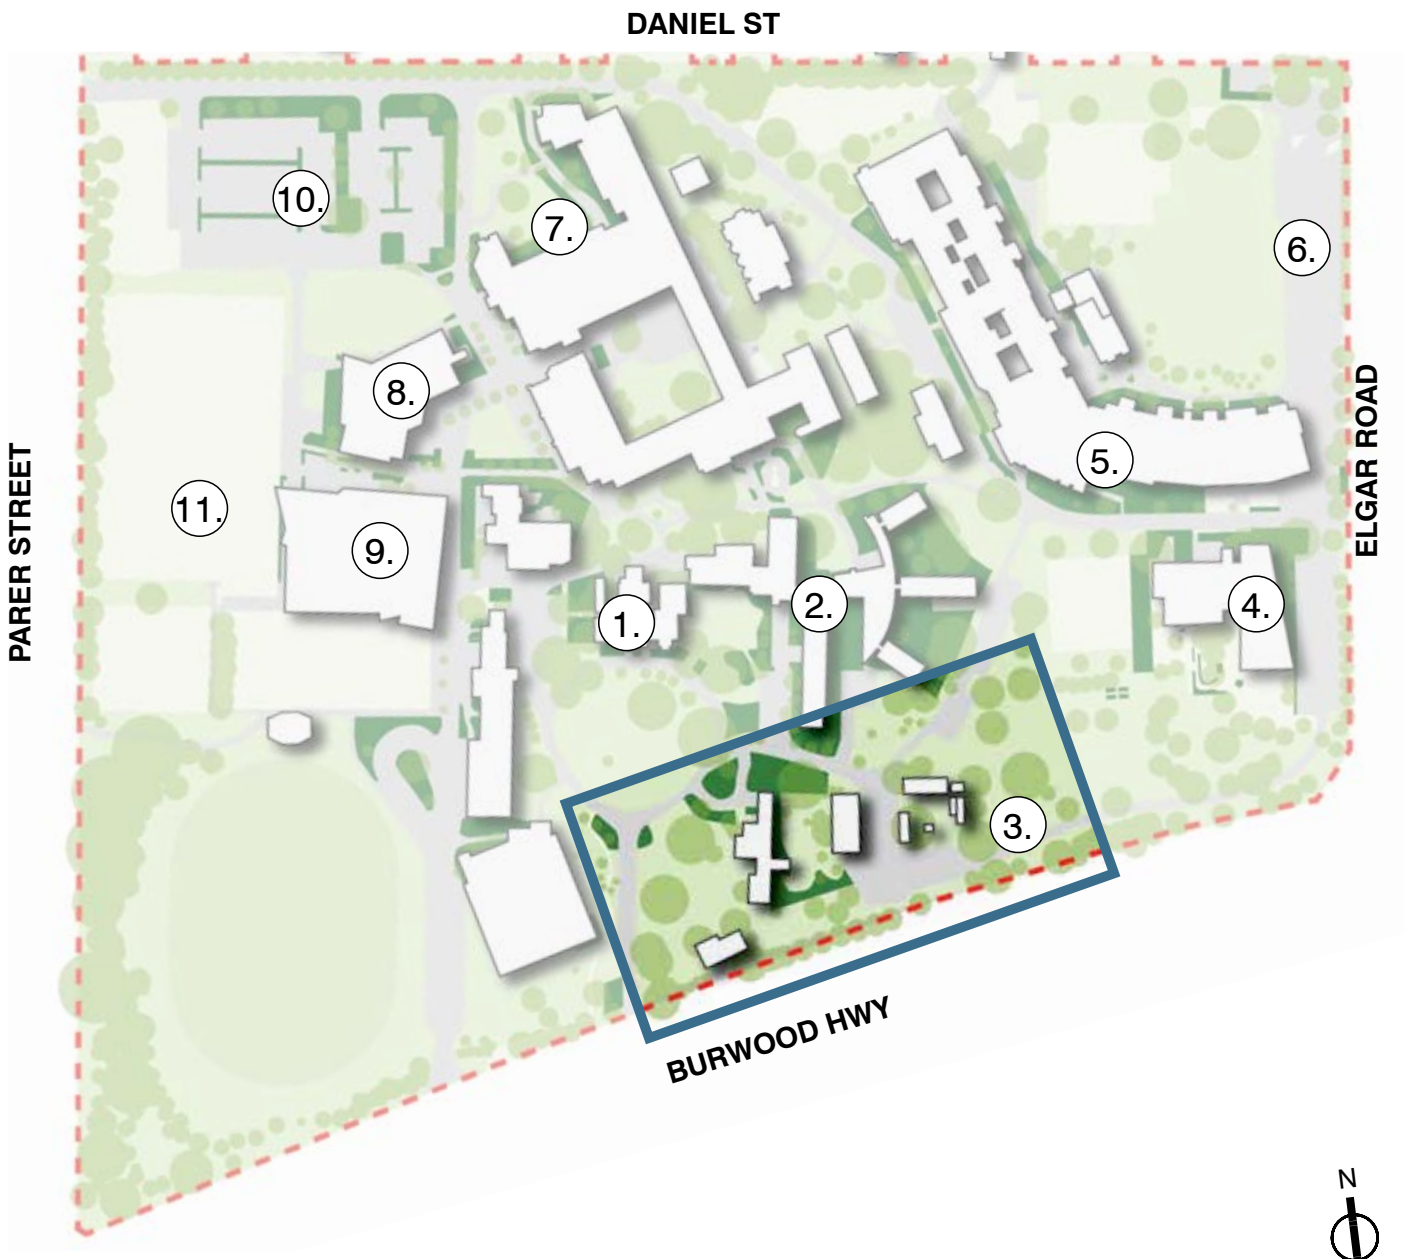 DANIEL ST
10.
7.
6.
8.
5.
11.
9.
PARER STREET
ELGAR ROAD
1.
2.
4.
3.
BURWOOD HWY
N